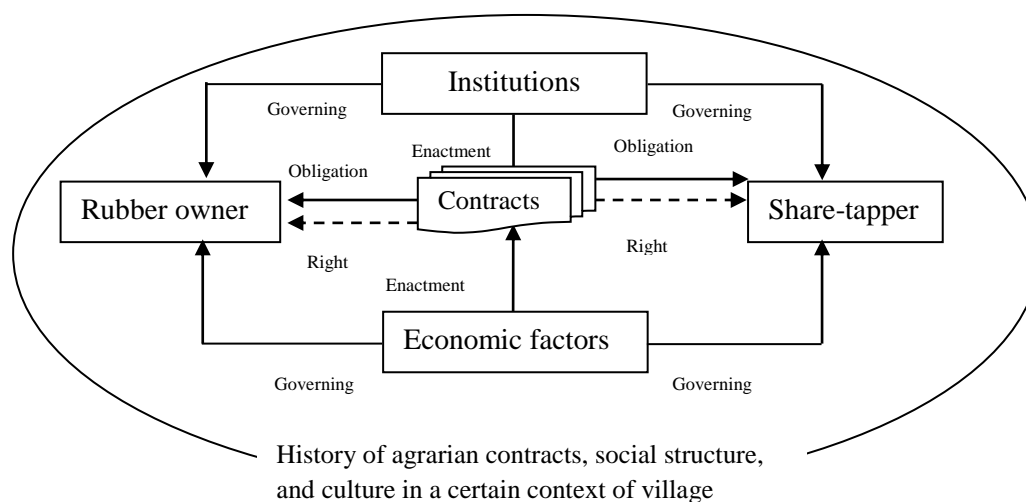 Institutions
Governing
Governing
Enactment
Obligation
Obligation
Rubber owner
Contracts
Share-tapper
Right
Right
Enactment
Economic factors
Governing
Governing
History of agrarian contracts, social structure,
and culture in a certain context of village